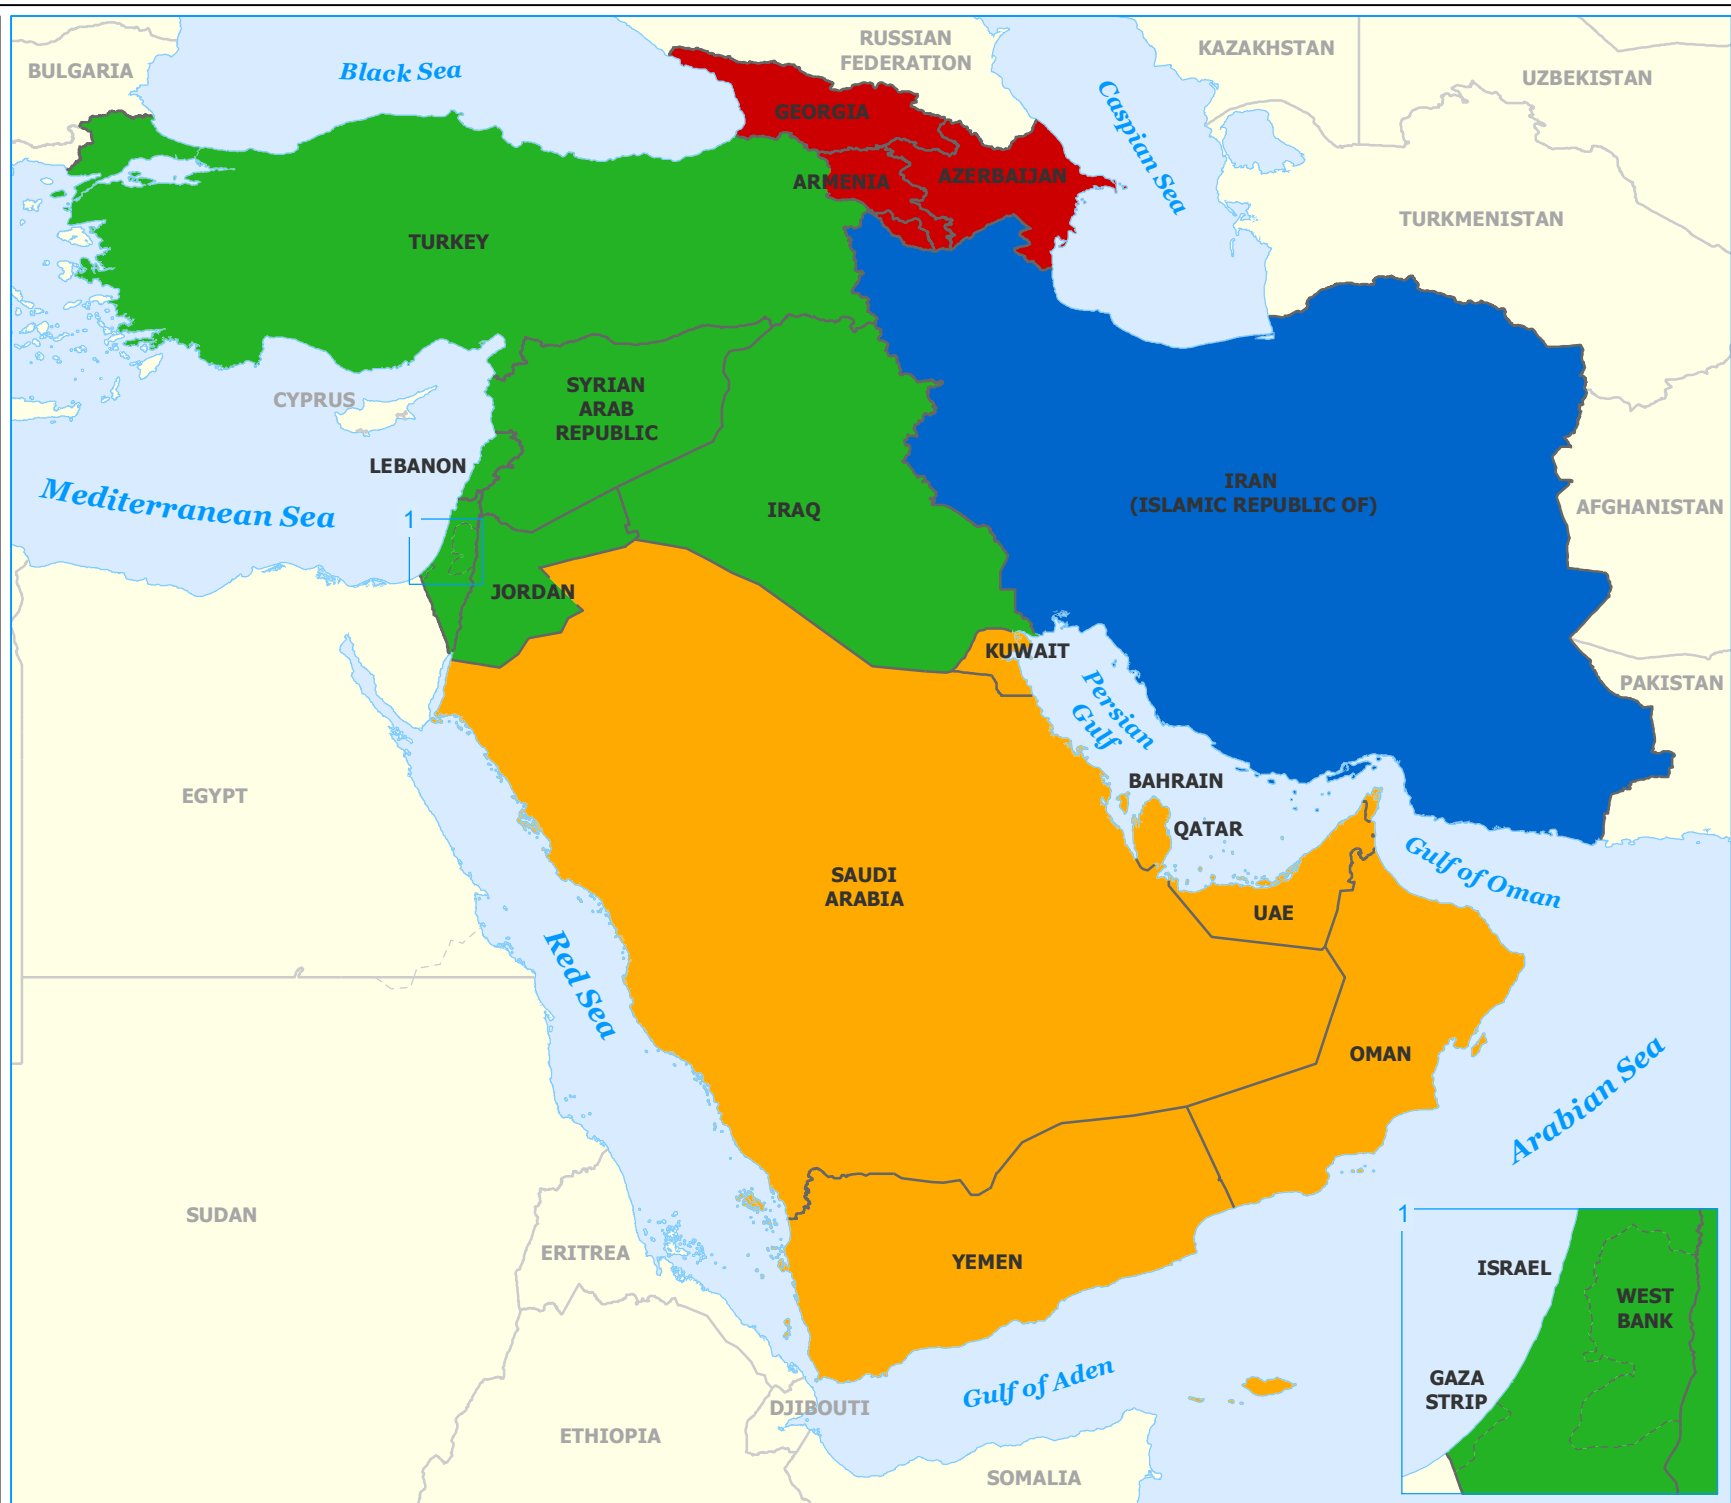 RUSSIAN
FEDERATION
KAZAKHSTAN
BULGARIA
Black Sea
UZBEKISTAN
Caspian Sea
GEORGIA
ARMENIA
AZERBAIJAN
TURKMENISTAN
TURKEY
CYPRUS
SYRIAN
ARAB
REPUBLIC
LEBANON
Mediterranean Sea
1
IRAQ
IRAN
(ISLAMIC REPUBLIC OF)
AFGHANISTAN
JORDAN
KUWAIT
Persian
Gulf
PAKISTAN
EGYPT
BAHRAIN
QATAR
SAUDI
ARABIA
Gulf of Oman
UAE
Red Sea
OMAN
Arabian Sea
SUDAN
ERITREA
YEMEN
Gulf of Aden
DJIBOUTI
ETHIOPIA
SOMALIA
1
ISRAEL
WEST
BANK
GAZA
STRIP